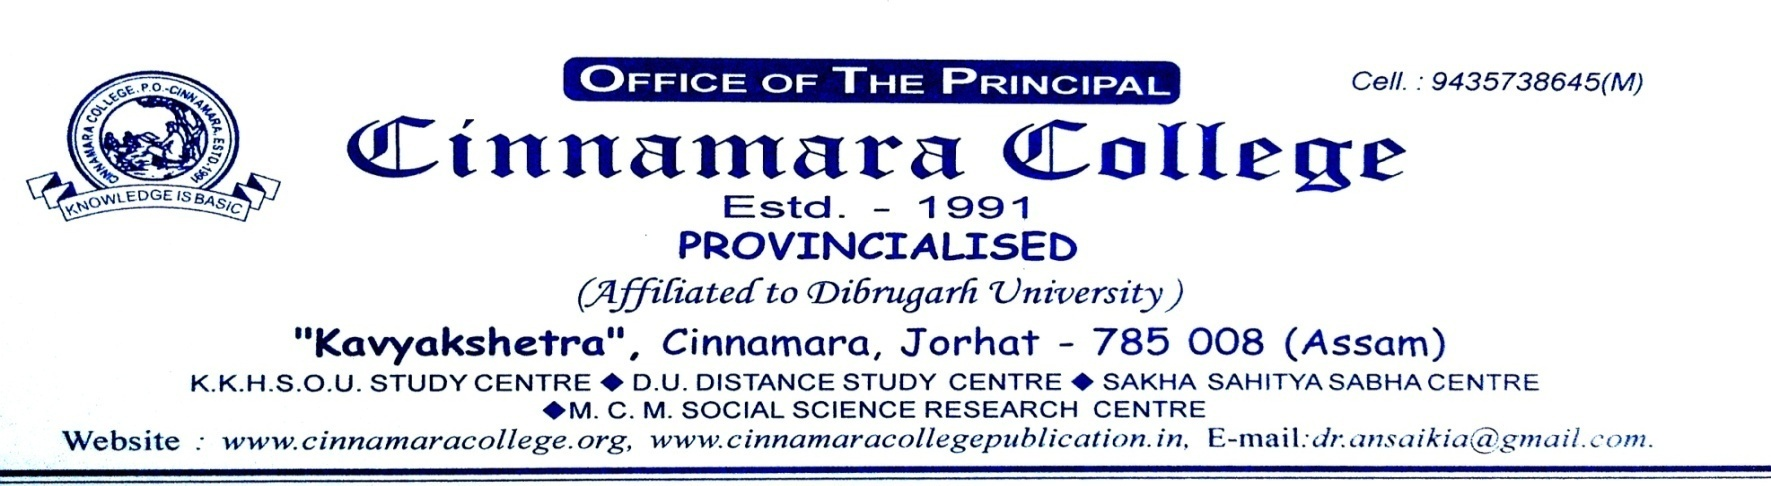 OFFICE OF THE PRINCIPAL
Cell. : 9435738645(M)
CINNAMARA COLLEGE. P.O.-CINNAMARA. ESTD-1991
KNOWLEDGE IS BASIC
Cinnamara College
Estd. - 1991
PROVINCIALISED
(Affiliated to Dibrugarh University)
"Kavyakshetra", Cinnamara, Jorhat - 785 008 (Assam)
K.K.H.S.O.U. STUDY CENTRE ◆ D.U. DISTANCE STUDY CENTRE ◆ SAKHA SAHITYA SABHA CENTRE
◆M. C. M. SOCIAL SCIENCE RESEARCH CENTRE
Website : www.cinnamaracollege.org, www.cinnamaracollegepublication.in, E-mail:dr.ansaikia@gmail.com.